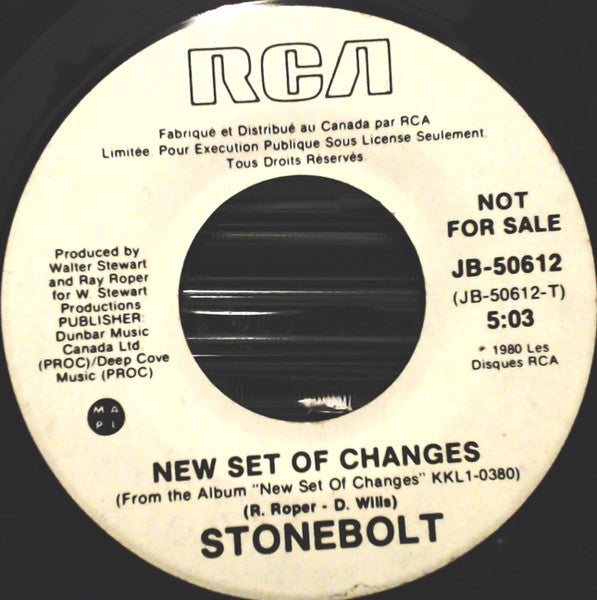 RCA
Fabriqué et Distribué au Canada par RCA
Limitée. Pour Execution Publique Sous License Seulement.
Tous Droits Réservés.
NOT
FOR SALE
JB-50612
(JB-50612-T)
5:03
℗ 1980 Les
Disques RCA
Produced by
Walter Stewart
and Ray Roper
for W. Stewart
Productions
PUBLISHER:
Dunbar Music
Canada Ltd.
(PROC)/Deep Cove
Music (PROC)
M A
P L
NEW SET OF CHANGES
(From the Album "New Set Of Changes" KKL1-0380)
(R. Roper - D. Wills)
STONEBOLT